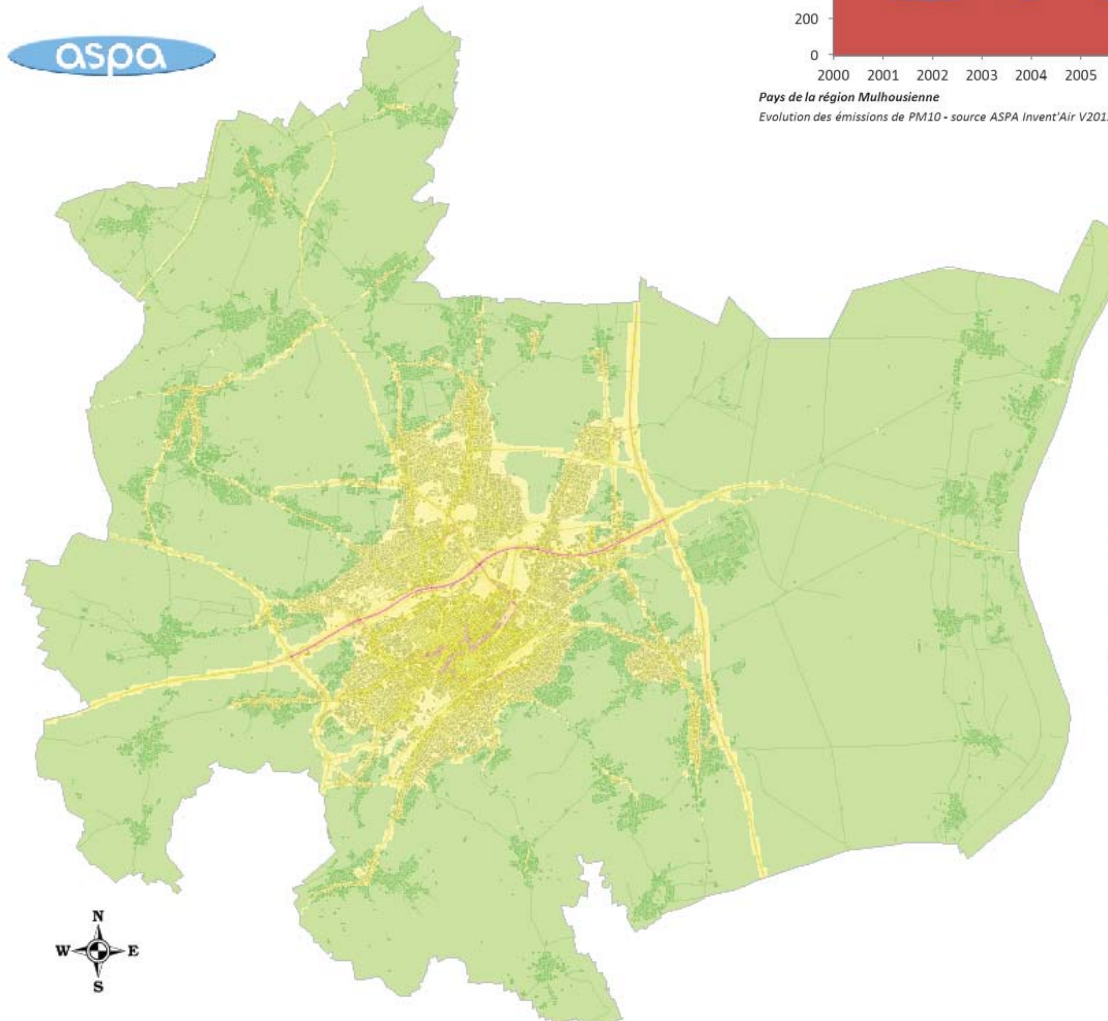 aspa
200
0
2000 2001 2002 2003 2004 2005
Pays de la région Mulhousienne
Evolution des émissions de PM10 - source ASPA Invent'Air V201
N
W E
S